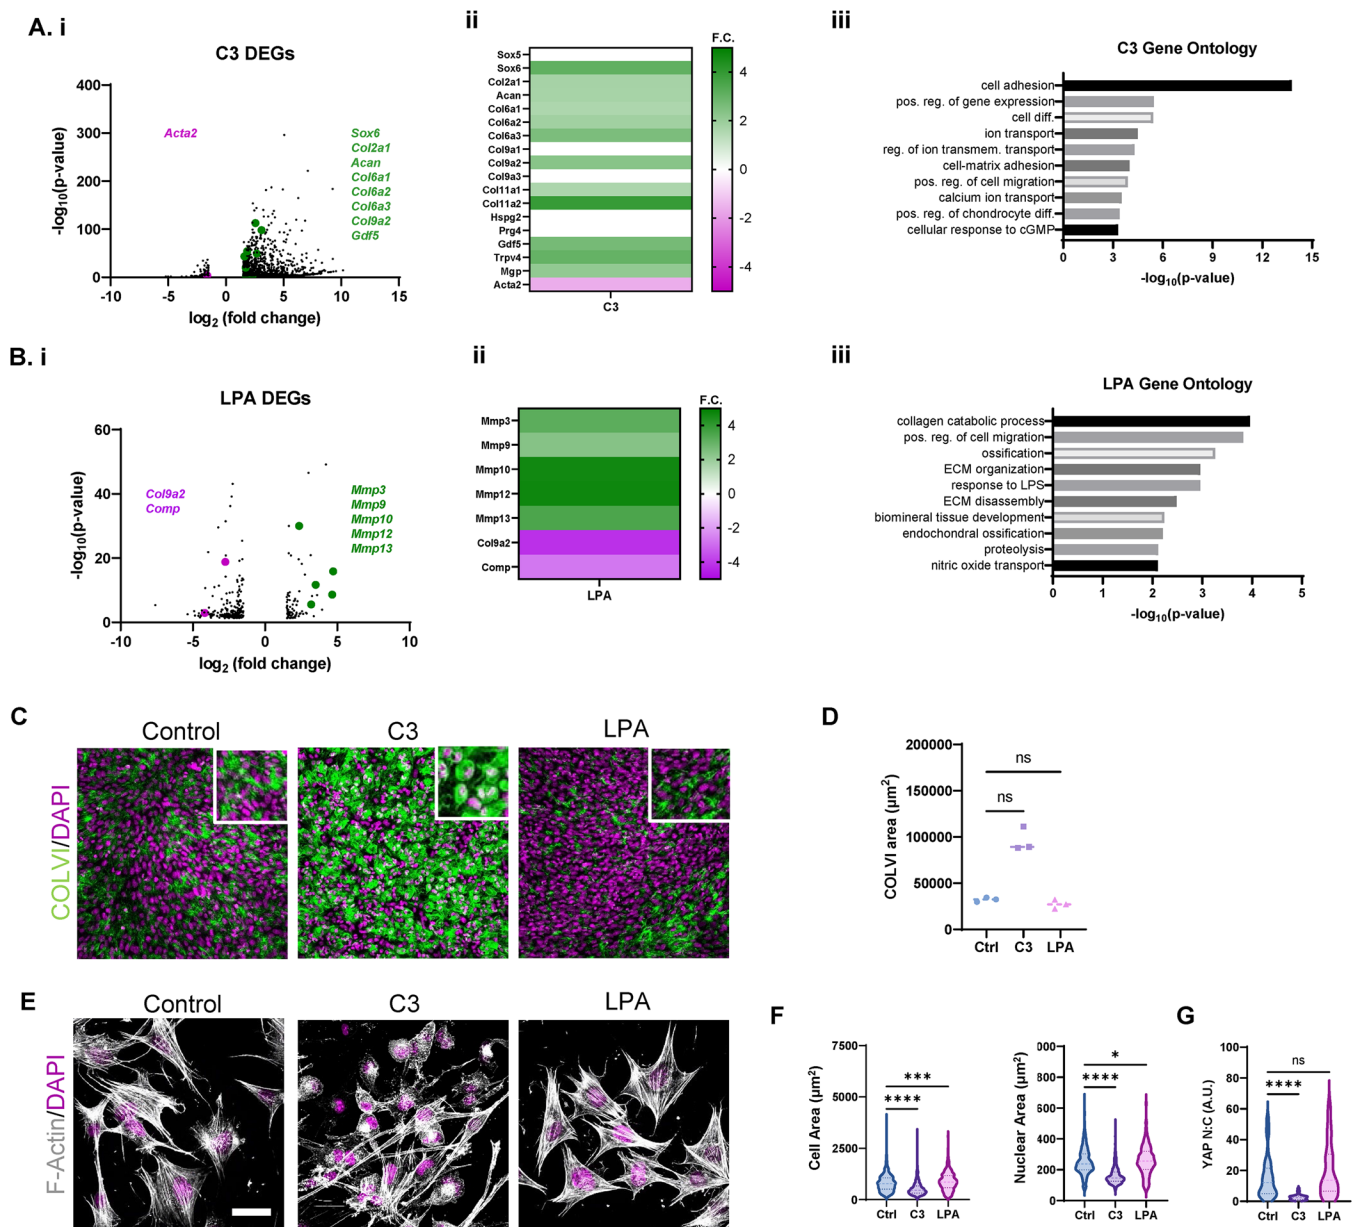 A. i
C3 DEGs
400
300
200
100
0
-log10(p-value)
-10
-5
0
5
10
15
log2 (fold change)
Acta2
Sox6
Col2a1
Acan
Col6a1
Col6a2
Col6a3
Col9a2
Gdf5
ii
F.C.
Sox5
Sox6
Col2a1
Acan
Col6a1
Col6a2
Col6a3
Col9a1
Col9a2
Col9a3
Col11a1
Col11a2
Hspg2
Prg4
Gdf5
Trpv4
Mgp
Acta2
C3
4
2
0
-2
-4
iii
C3 Gene Ontology
cell adhesion
pos. reg. of gene expression
cell diff.
ion transport
reg. of ion transmem. transport
cell-matrix adhesion
pos. reg. of cell migration
calcium ion transport
pos. reg. of chondrocyte diff.
cellular response to cGMP
0
3
6
9
12
15
-log10(p-value)
B. i
LPA DEGs
60
40
20
0
-log10(p-value)
-10
-5
0
5
10
log2 (fold change)
Col9a2
Comp
Mmp3
Mmp9
Mmp10
Mmp12
Mmp13
ii
F.C.
Mmp3
Mmp9
Mmp10
Mmp12
Mmp13
Col9a2
Comp
LPA
4
2
0
-2
-4
iii
LPA Gene Ontology
collagen catabolic process
pos. reg. of cell migration
ossification
ECM organization
response to LPS
ECM disassembly
biomineral tissue development
endochondral ossification
proteolysis
nitric oxide transport
0
1
2
3
4
5
-log10(p-value)
C
Control
C3
LPA
COLVI/DAPI
D
200000
150000
100000
50000
0
COLVI area (µm2)
ns
ns
Ctrl
C3
LPA
E
Control
C3
LPA
F-Actin/DAPI
F
7500
5000
2500
0
Cell Area (µm2)
***
****
Ctrl
C3
LPA
00
800
600
400
200
0
Nuclear Area (µm2)
*
****
Ctrl
C3
LPA
G
100
80
60
40
20
0
YAP N:C (A.U.)
ns
****
Ctrl
C3
LPA